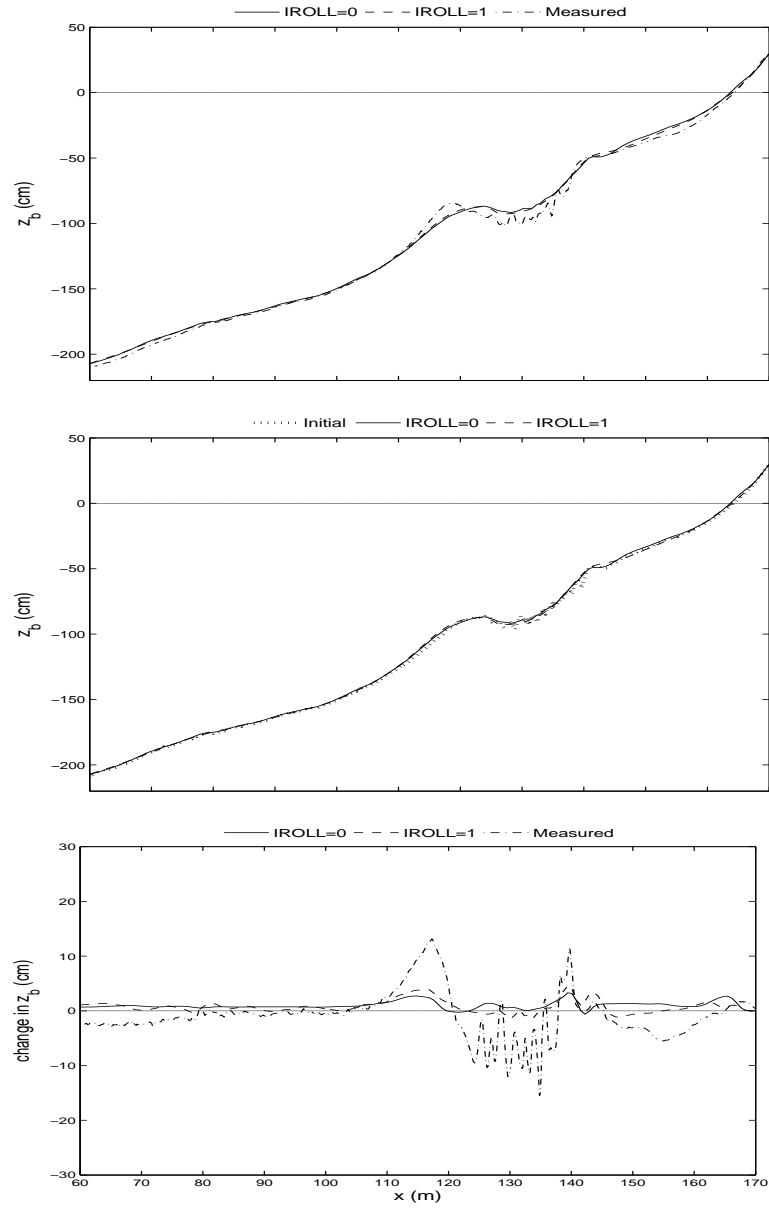 IROLL=0 IROLL=1 Measured
50
0
−50
−100
−150
−200
z_b (cm)
Initial IROLL=0 IROLL=1
50
0
−50
−100
−150
−200
z_b (cm)
IROLL=0 IROLL=1 Measured
30
20
10
0
−10
−20
−30
change in z_b (cm)
60 70 80 90 100 110 120 130 140 150 160 170
x (m)